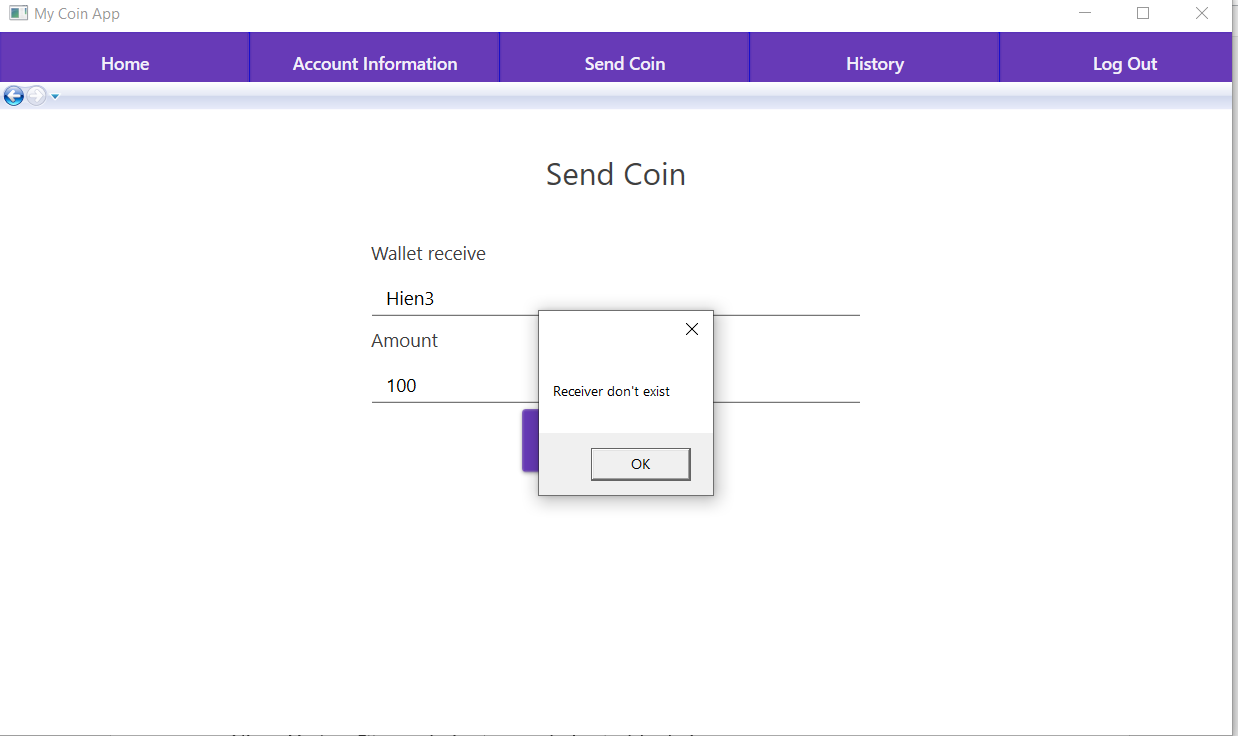 My Coin App
Home Account Information Send Coin History Log Out
Send Coin
Wallet receive
Hien3
Amount
100
Receiver don't exist
OK